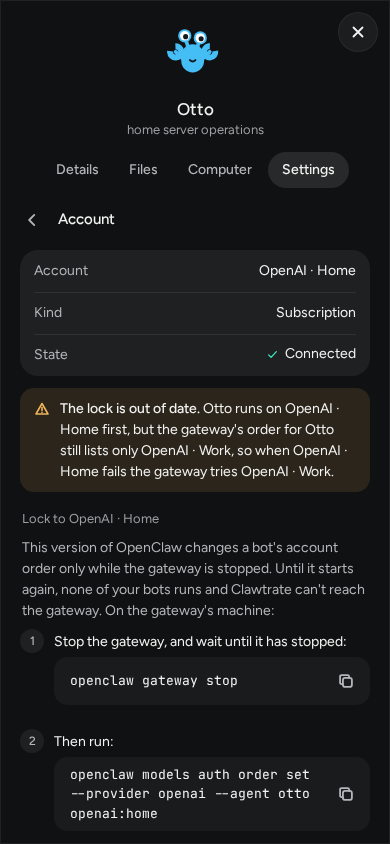 Otto
home server operations
Details Files Computer Settings
Account
Account OpenAI · Home
Kind Subscription
State Connected
The lock is out of date. Otto runs on OpenAI ·
Home first, but the gateway's order for Otto
still lists only OpenAI · Work, so when OpenAI ·
Home fails the gateway tries OpenAI · Work.
Lock to OpenAI · Home
This version of OpenClaw changes a bot's account
order only while the gateway is stopped. Until it starts
again, none of your bots runs and Clawtrate can't reach
the gateway. On the gateway's machine:
1 Stop the gateway, and wait until it has stopped:
openclaw gateway stop
2 Then run:
openclaw models auth order set
--provider openai --agent otto
openai:home